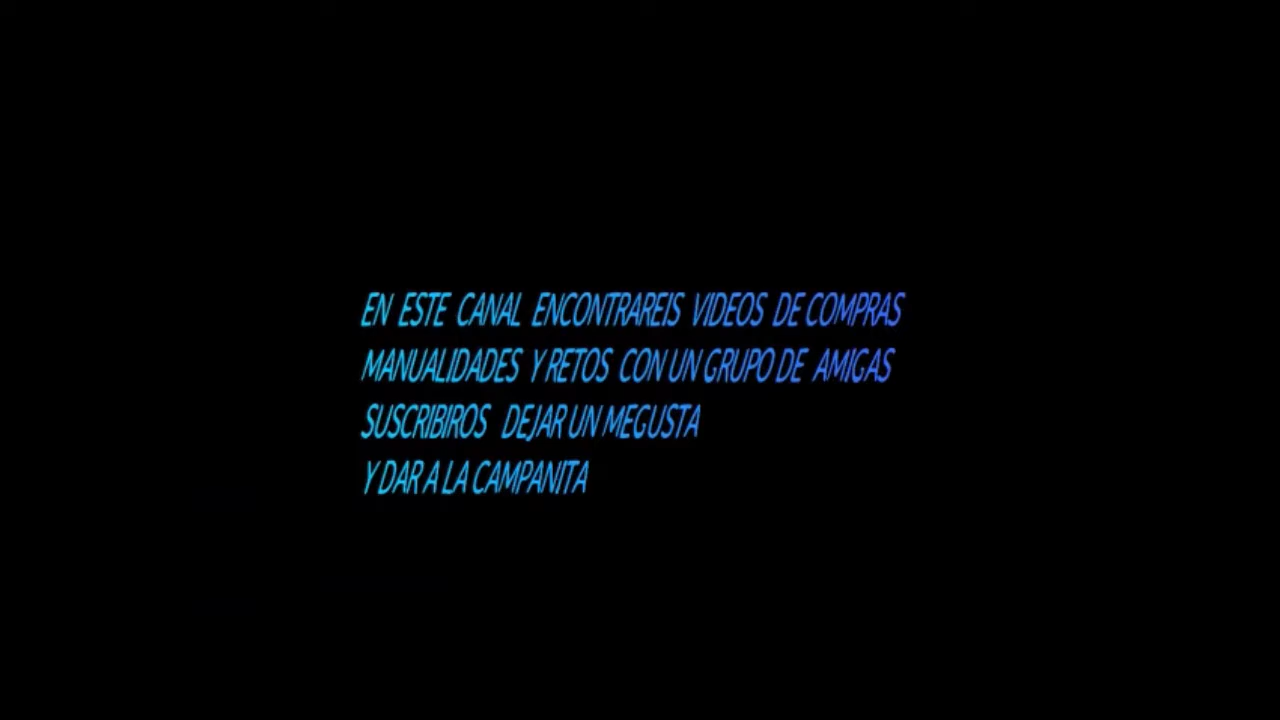 EN ESTE CANAL ENCONTRAREIS VIDEOS DE COMPRAS
MANUALIDADES Y RETOS CON UN GRUPO DE AMIGAS
SUSCRIBIROS DEJAR UN MEGUSTA
Y DAR A LA CAMPANITA